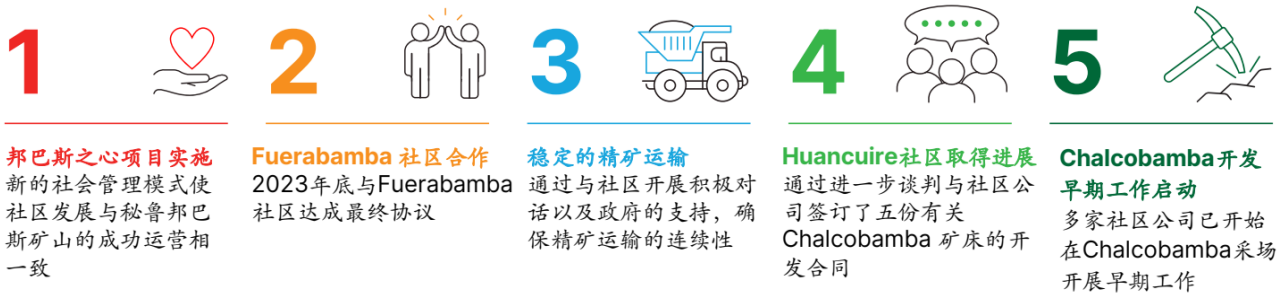 1
邦巴斯之心项目实施
新的社会管理模式使
社区发展与秘鲁邦巴
斯矿山的成功运营相
一致
2
Fuerabamba 社区合作
2023年底与Fuerabamba
社区达成最终协议
3
稳定的精矿运输
通过与社区开展积极对
话以及政府的支持，确
保精矿运输的连续性
4
Huancuire社区取得进展
通过进一步谈判与社区公
司签订了五份有关
Chalcobamba 矿床的开
发合同
5
Chalcobamba开发
早期工作启动
多家社区公司已开始
在Chalcobamba采场
开展早期工作